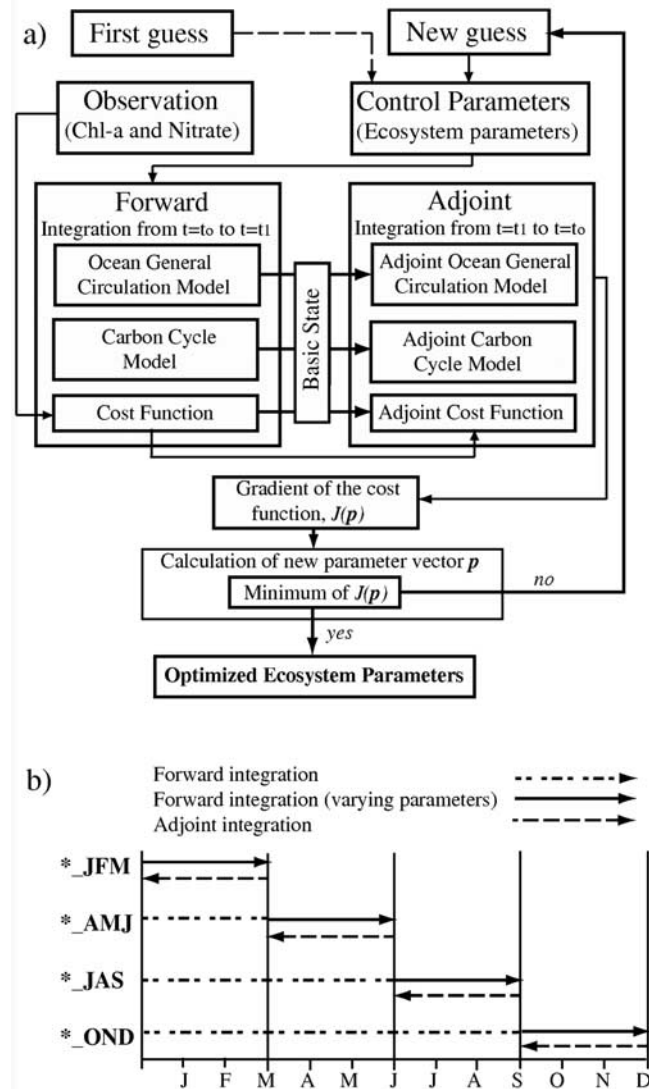 a)
First guess
New guess
Observation
(Chl-a and Nitrate)
Control Parameters
(Ecosystem parameters)
Forward
Integration from t=to to t=t1
Ocean General
Circulation Model
Carbon Cycle
Model
Cost Function
Basic State
Adjoint
Integration from t=t1 to t=to
Adjoint Ocean General
Circulation Model
Adjoint Carbon
Cycle Model
Adjoint Cost Function
Gradient of the cost
function, J(p)
Calculation of new parameter vector p
Minimum of J(p)
no
yes
Optimized Ecosystem Parameters
b)
Forward integration
Forward integration (varying parameters)
Adjoint integration
*_JFM
*_AMJ
*_JAS
*_OND
J F M A M J J A S O N D